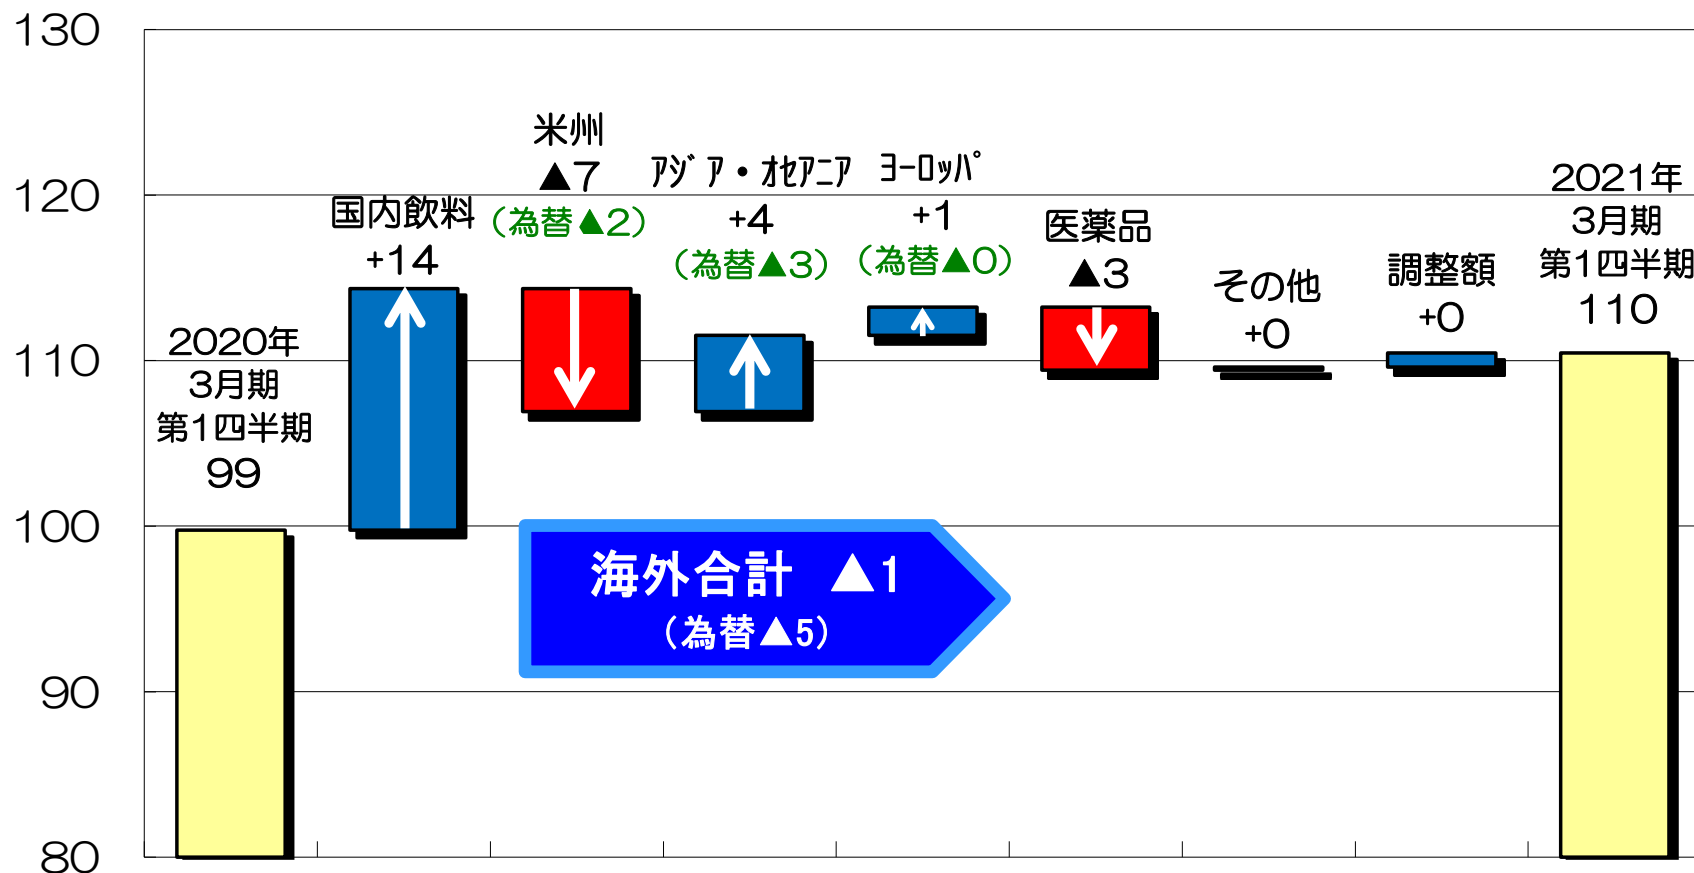 130
120
110
100
90
80
2020年
3月期
第1四半期
99
国内飲料
+14
米州
▲7
(為替▲2)
ｱｼﾞｱ・ｵｾｱﾆｱ
+4
(為替▲3)
ﾖｰﾛｯﾊﾟ
+1
(為替▲0)
医薬品
▲3
その他
+0
調整額
+0
2021年
3月期
第1四半期
110
海外合計 ▲1
(為替▲5)